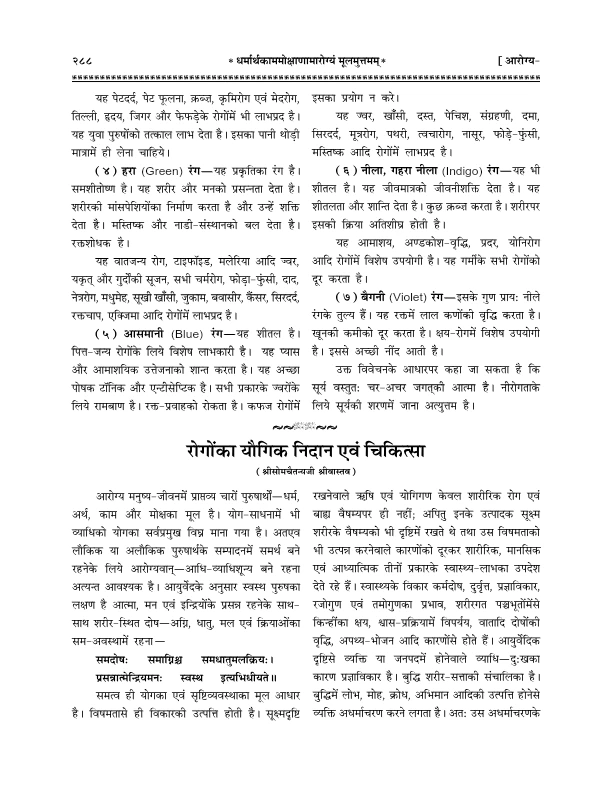 २८८
* धर्मार्थकाममोक्षाणामारोग्यं मूलमुत्तमम् *
[ आरोग्य-
यह पेटदर्द, पेट फूलना, क़ब्ज, कृमिरोग एवं मेदरोग,
तिल्ली, हृदय, जिगर और फेफड़ेके रोगोंमें भी लाभप्रद है।
यह युवा पुरुषोंको तत्काल लाभ देता है। इसका पानी थोड़ी
मात्रामें ही लेना चाहिये।
(४) हरा (Green) रंग—यह प्रकृतिका रंग है।
समशीतोष्ण है। यह शरीर और मनको प्रसन्नता देता है।
शरीरकी मांसपेशियोंका निर्माण करता है और उन्हें शक्ति
देता है। मस्तिष्क और नाडी-संस्थानको बल देता है।
रक्तशोधक है।
यह वातजन्य रोग, टाइफॉइड, मलेरिया आदि ज्वर,
यकृत् और गुर्दोंकी सूजन, सभी चर्मरोग, फोड़ा-फुंसी, दाद,
नेत्ररोग, मधुमेह, सूखी खाँसी, जुकाम, बवासीर, कैंसर, सिरदर्द,
रक्तचाप, एक्जिमा आदि रोगोंमें लाभप्रद है।
(५) आसमानी (Blue) रंग—यह शीतल है।
पित्त-जन्य रोगोंके लिये विशेष लाभकारी है। यह प्यास
और आमाशयिक उत्तेजनाको शान्त करता है। यह अच्छा
पोषक टॉनिक और एन्टीसेप्टिक है। सभी प्रकारके ज्वरोंके
लिये रामबाण है। रक्त-प्रवाहको रोकता है। कफज रोगोंमें
इसका प्रयोग न करे।
यह ज्वर, खाँसी, दस्त, पेचिश, संग्रहणी, दमा,
सिरदर्द, मूत्ररोग, पथरी, त्वचारोग, नासूर, फोड़े-फुंसी,
मस्तिष्क आदि रोगोंमें लाभप्रद है।
(६) नीला, गहरा नीला (Indigo) रंग—यह भी
शीतल है। यह जीवमात्रको जीवनीशक्ति देता है। यह
शीतलता और शान्ति देता है। कुछ क़ब्ज करता है। शरीरपर
इसकी क्रिया अतिशीघ्र होती है।
यह आमाशय, अण्डकोश-वृद्धि, प्रदर, योनिरोग
आदि रोगोंमें विशेष उपयोगी है। यह गर्मीके सभी रोगोंको
दूर करता है।
(७) बैगनी (Violet) रंग—इसके गुण प्रायः नीले
रंगके तुल्य हैं। यह रक्तमें लाल कणोंकी वृद्धि करता है।
खूनकी कमीको दूर करता है। क्षय-रोगमें विशेष उपयोगी
है। इससे अच्छी नींद आती है।
उक्त विवेचनके आधारपर कहा जा सकता है कि
सूर्य वस्तुतः चर-अचर जगत्की आत्मा है। नीरोगताके
लिये सूर्यकी शरणमें जाना अत्युत्तम है।
रोगोंका यौगिक निदान एवं चिकित्सा
( श्रीसोमचैतन्यजी श्रीवास्तव )
आरोग्य मनुष्य-जीवनमें प्राप्तव्य चारों पुरुषार्थों—धर्म,
अर्थ, काम और मोक्षका मूल है। योग-साधनामें भी
व्याधिको योगका सर्वप्रमुख विघ्न माना गया है। अतएव
लौकिक या अलौकिक पुरुषार्थके सम्पादनमें समर्थ बने
रहनेके लिये आरोग्यवान्—आधि-व्याधिशून्य बने रहना
अत्यन्त आवश्यक है। आयुर्वेदके अनुसार स्वस्थ पुरुषका
लक्षण है आत्मा, मन एवं इन्द्रियोंके प्रसन्न रहनेके साथ-
साथ शरीर-स्थित दोष—अग्नि, धातु, मल एवं क्रियाओंका
सम-अवस्थामें रहना—
समदोषः समाग्निश्च समधातुमलक्रियः।
प्रसन्नात्मेन्द्रियमनः स्वस्थ इत्यभिधीयते॥
समत्व ही योगका एवं सृष्टिव्यवस्थाका मूल आधार
है। विषमतासे ही विकारकी उत्पत्ति होती है। सूक्ष्मदृष्टि
रखनेवाले ऋषि एवं योगिगण केवल शारीरिक रोग एवं
बाह्य वैषम्यपर ही नहीं; अपितु इनके उत्पादक सूक्ष्म
शरीरके वैषम्यको भी दृष्टिमें रखते थे तथा उस विषमताको
भी उत्पन्न करनेवाले कारणोंको दूरकर शारीरिक, मानसिक
एवं आध्यात्मिक तीनों प्रकारके स्वास्थ्य-लाभका उपदेश
देते रहे हैं। स्वास्थ्यके विकार कर्मदोष, दुर्वृत्त, प्रज्ञाविकार,
रजोगुण एवं तमोगुणका प्रभाव, शरीरगत पञ्चभूतोंमेंसे
किन्हींका क्षय, श्वास-प्रक्रियामें विपर्यय, वातादि दोषोंकी
वृद्धि, अपथ्य-भोजन आदि कारणोंसे होते हैं। आयुर्वेदिक
दृष्टिसे व्यक्ति या जनपदमें होनेवाले व्याधि—दुःखका
कारण प्रज्ञाविकार है। बुद्धि शरीर-सत्ताकी संचालिका है।
बुद्धिमें लोभ, मोह, क्रोध, अभिमान आदिकी उत्पत्ति होनेसे
व्यक्ति अधर्माचरण करने लगता है। अतः उस अधर्माचरणके